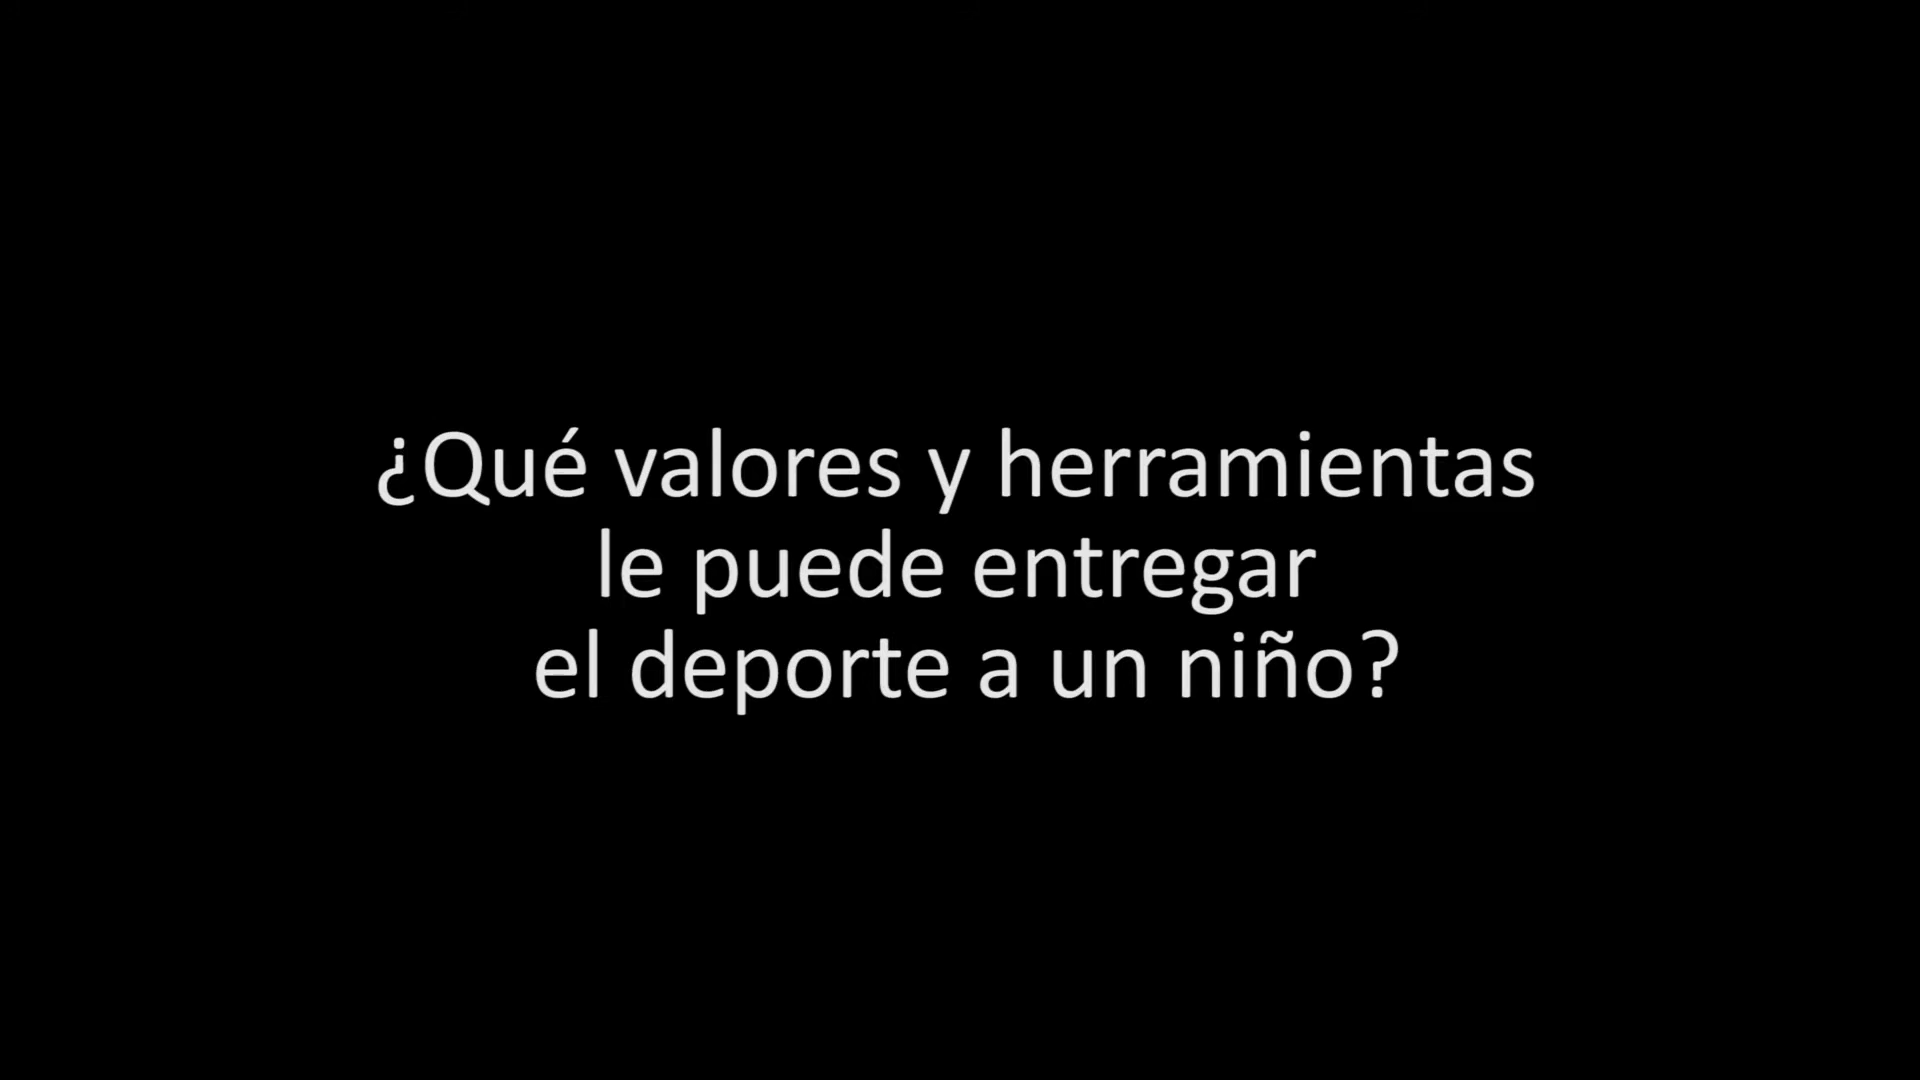 ¿Qué valores y herramientas
le puede entregar
el deporte a un niño?